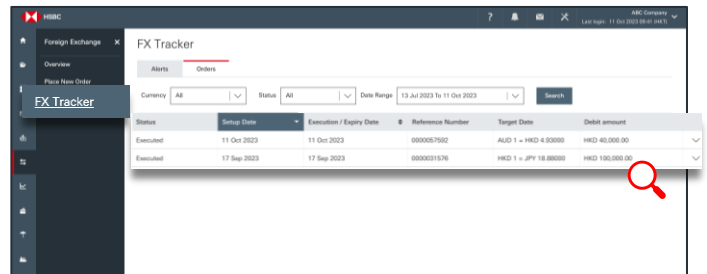 HSBC
?
ABC Company
Last login: 11 Oct 2023 09:41 (HKT)
Foreign Exchange ×
Overview
Place New Order
FX Tracker
FX Tracker
Alerts Orders
Currency All Status All Date Range 13 Jul 2023 To 11 Oct 2023 Search
Status Setup Date Execution / Expiry Date Reference Number Target Date Debit amount
Executed 11 Oct 2023 11 Oct 2023 0000057592 AUD 1 = HKD 4.93000 HKD 40,000.00
Executed 17 Sep 2023 17 Sep 2023 0000031576 HKD 1 = JPY 18.88000 HKD 100,000.00